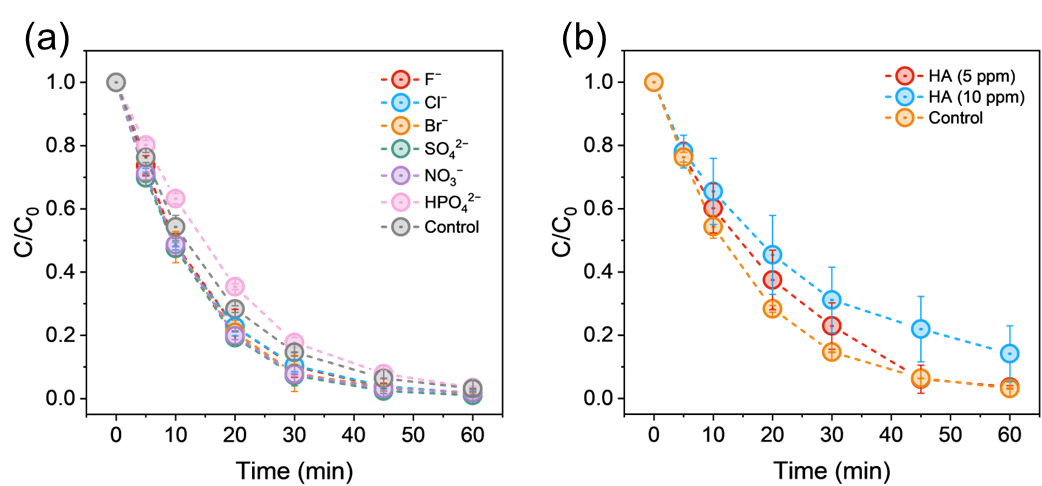 (a)
C/C₀
1.0
0.8
0.6
0.4
0.2
0.0
0 10 20 30 40 50 60
Time (min)
F⁻
Cl⁻
Br⁻
SO₄²⁻
NO₃⁻
HPO₄²⁻
Control
(b)
C/C₀
1.0
0.8
0.6
0.4
0.2
0.0
0 10 20 30 40 50 60
Time (min)
HA (5 ppm)
HA (10 ppm)
Control